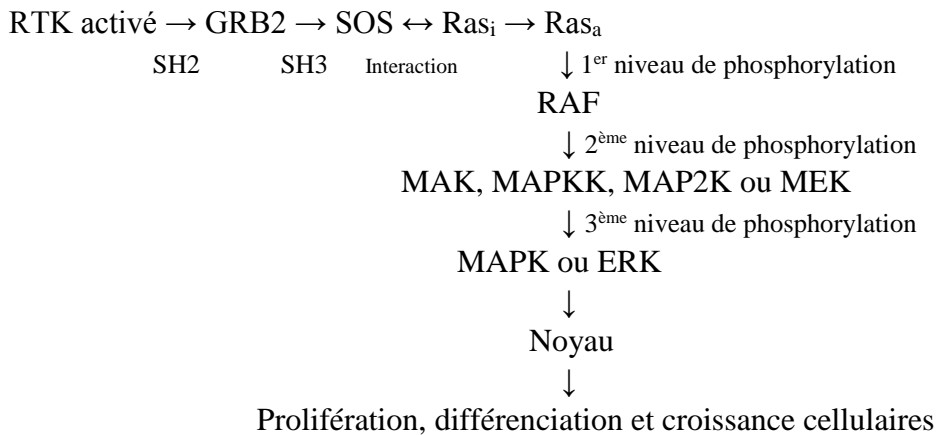 RTK activé → GRB2 → SOS ↔ Rasi → Rasa
SH2 SH3 Interaction ↓ 1er niveau de phosphorylation
RAF
↓ 2ème niveau de phosphorylation
MAK, MAPKK, MAP2K ou MEK
↓ 3ème niveau de phosphorylation
MAPK ou ERK
↓
Noyau
↓
Prolifération, différenciation et croissance cellulaires